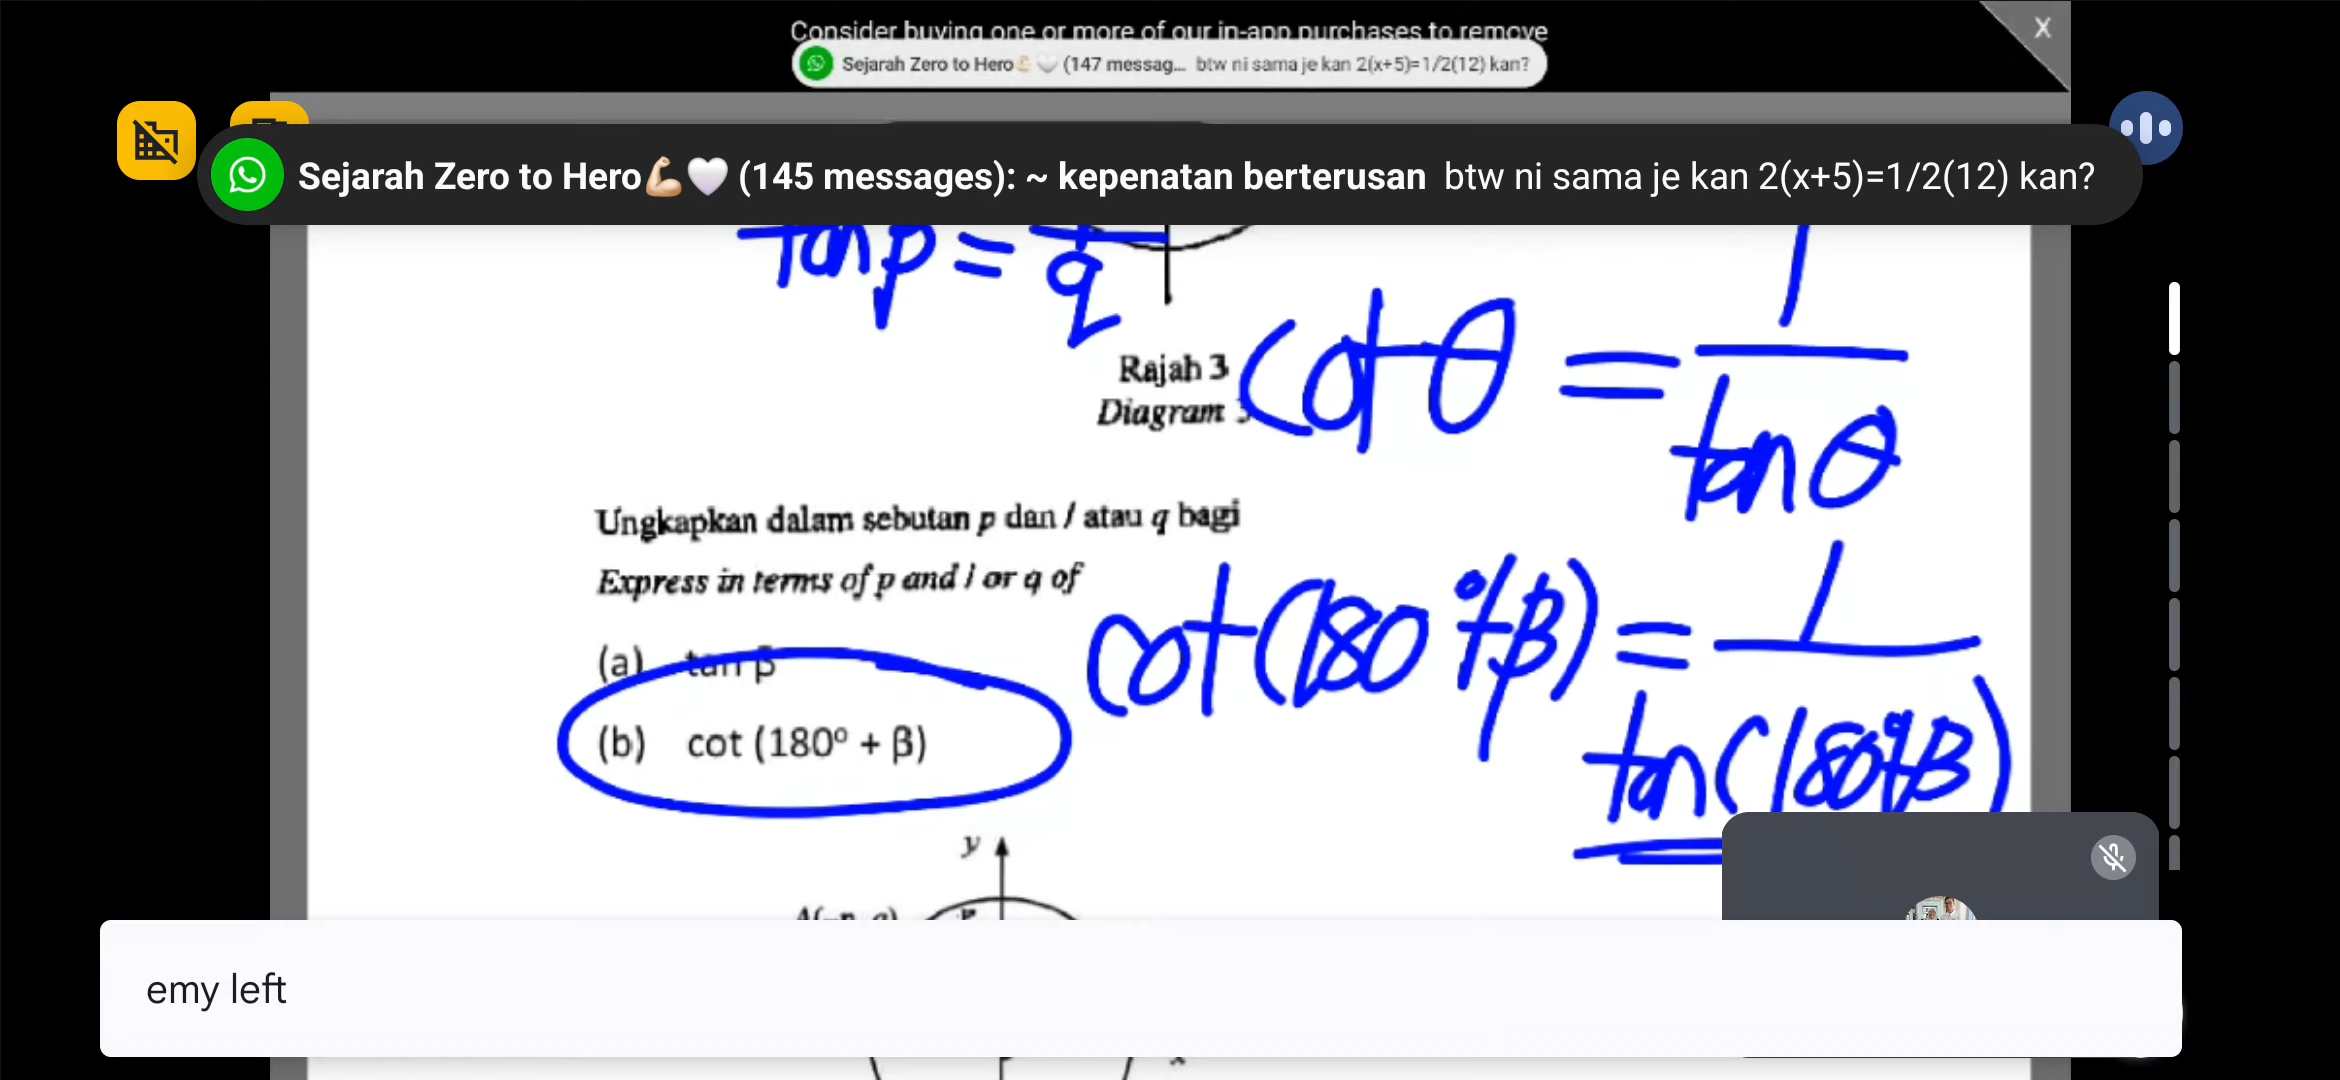 Consider buying one or more of our in-app purchases to remove
X
Sejarah Zero to Hero💪🏻🤍 (147 messag... btw ni sama je kan 2(x+5)=1/2(12) kan?
Sejarah Zero to Hero💪🏻🤍 (145 messages): ~ kepenatan berterusan btw ni sama je kan 2(x+5)=1/2(12) kan?
tan β =
q
cot θ = 1
tan θ
Rajah 3
Diagram 3
Ungkapkan dalam sebutan p dan / atau q bagi
Express in terms of p and / or q of
(a) tan β
cot (180° + β) = 1
tan (180° + β)
(b) cot (180º + β)
y
A(-p, q)
emy left
x